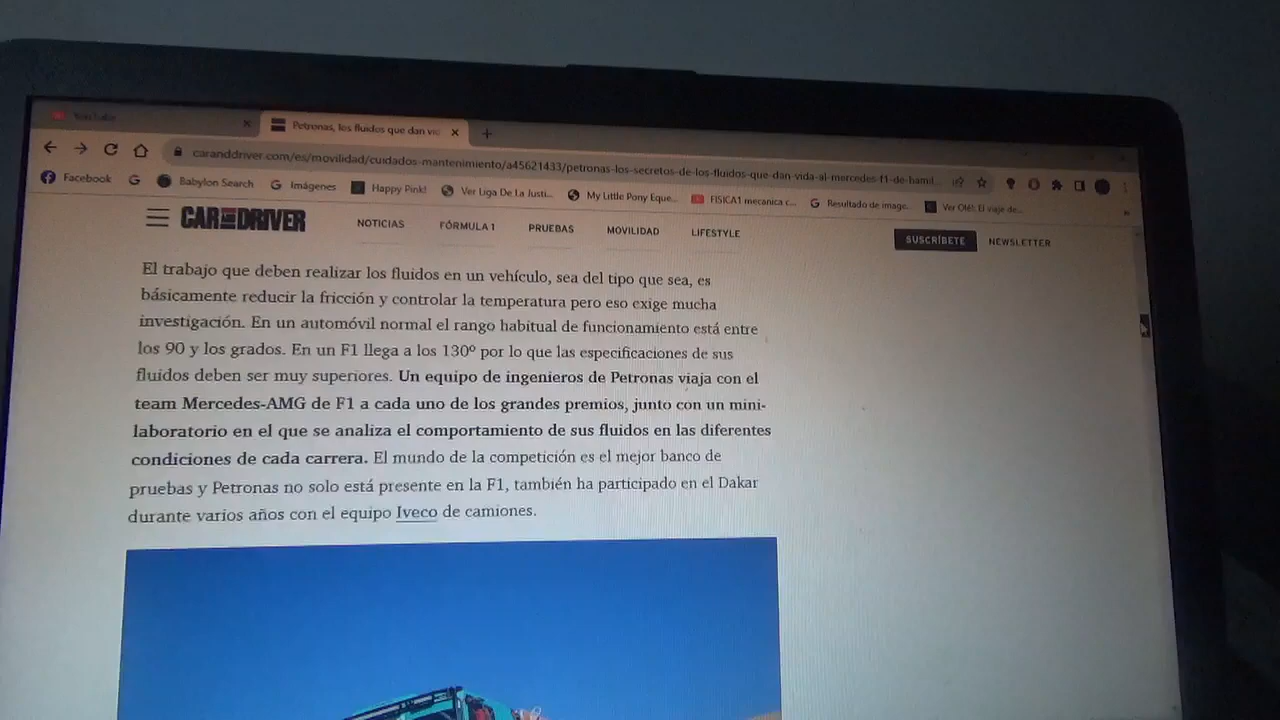 YouTube
Petronas, los fluidos que dan vi
caranddriver.com/es/movilidad/cuidados-mantenimiento/a45621433/petronas-los-secretos-de-los-fluidos-que-dan-vida-al-mercedes-f1-de-hamil...
Facebook
Babylon Search
Imágenes
Happy Pink!
Ver Liga De La Justi...
My Little Pony Eque...
FISICA1 mecanica c...
Resultado de image...
Ver Olé!: El viaje de...
CAR AND DRIVER
NOTICIAS
FÓRMULA 1
PRUEBAS
MOVILIDAD
LIFESTYLE
SUSCRÍBETE
NEWSLETTER
El trabajo que deben realizar los fluidos en un vehículo, sea del tipo que sea, es
básicamente reducir la fricción y controlar la temperatura pero eso exige mucha
investigación. En un automóvil normal el rango habitual de funcionamiento está entre
los 90 y los grados. En un F1 llega a los 130º por lo que las especificaciones de sus
fluidos deben ser muy superiores. Un equipo de ingenieros de Petronas viaja con el
team Mercedes-AMG de F1 a cada uno de los grandes premios, junto con un mini-
laboratorio en el que se analiza el comportamiento de sus fluidos en las diferentes
condiciones de cada carrera. El mundo de la competición es el mejor banco de
pruebas y Petronas no solo está presente en la F1, también ha participado en el Dakar
durante varios años con el equipo Iveco de camiones.